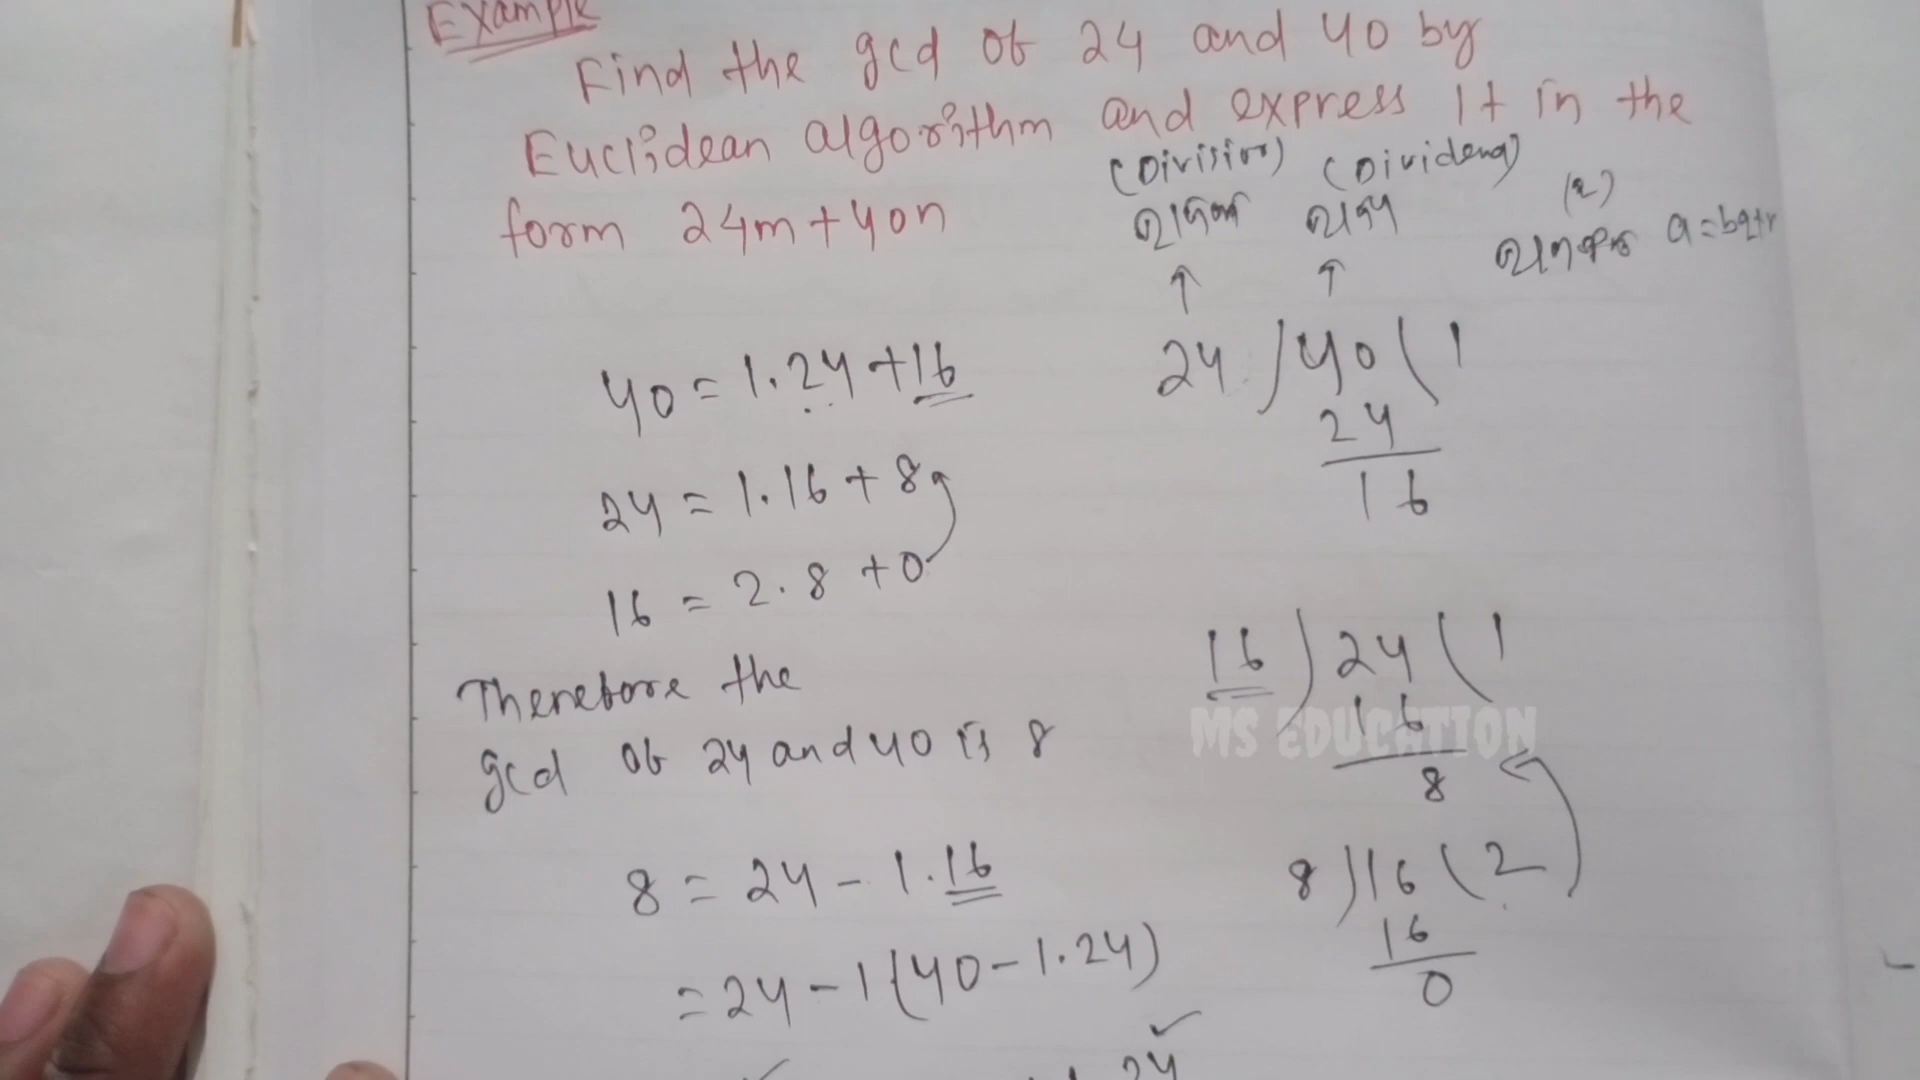 Example
Find the gcd of 24 and 40 by
Euclidean algorithm and express it in the
form 24m + 40n
(Division) (Dividend)
(r)
a = bq+r
40 = 1.24 + 16
24 = 1.16 + 8
16 = 2.8 + 0
Therefore the
gcd of 24 and 40 is 8
8 = 24 - 1.16
= 24 - 1(40 - 1.24)
24
24 ) 40 ( 1
24
16
16 ) 24 ( 1
16
8
8 ) 16 ( 2
16
0
MS EDUCATION